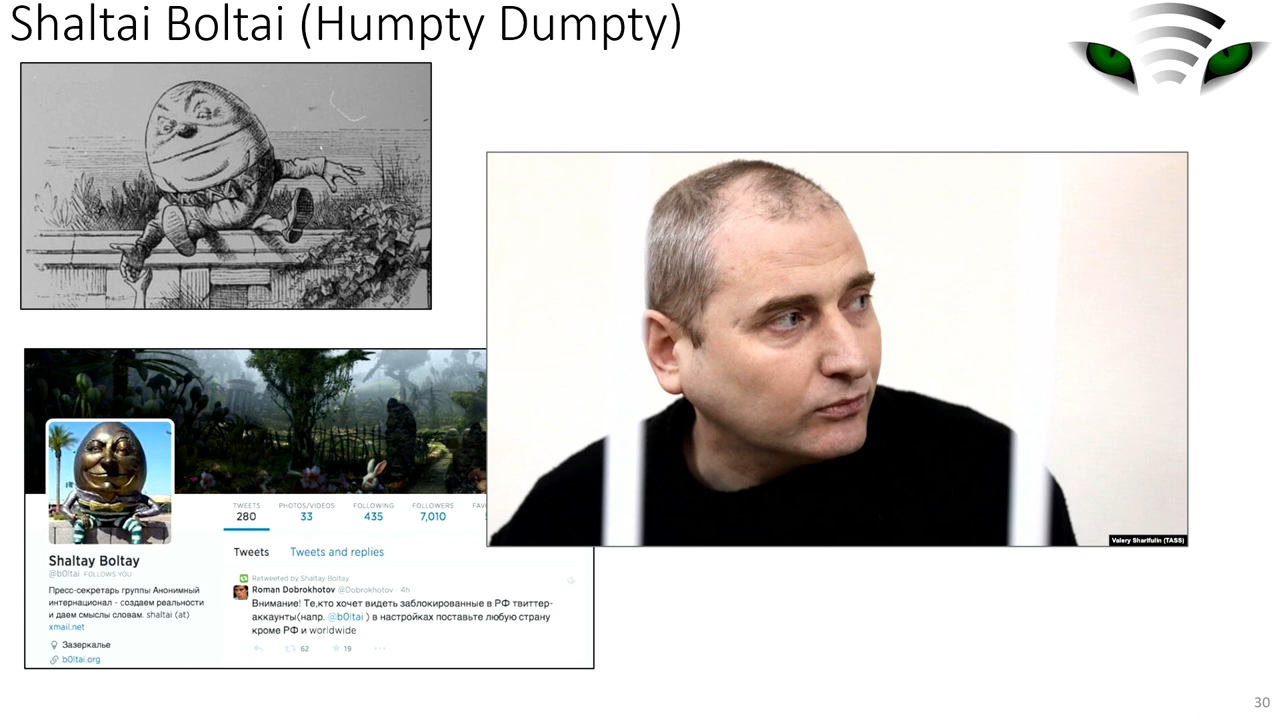 Shaltai Boltai (Humpty Dumpty)
Valery Sharifulin (TASS)
TWEETS PHOTOS/VIDEOS FOLLOWING FOLLOWERS
280 33 435 7,010
Shaltay Boltay
@b0ltai FOLLOWS YOU
Пресс-секретарь группы Анонимный
интернационал - создаем реальности
и даем смыслы словам. shaltai (at)
xmail.net
Зазеркалье
b0ltai.org
Tweets Tweets and replies
Retweeted by Shaltay Boltay
Roman Dobrokhotov @Dobrokhotov · 4h
Внимание! Те,кто хочет видеть заблокированные в РФ твиттер-
аккаунты(напр. @b0ltai ) в настройках поставьте любую страну
кроме РФ и worldwide
62 19
30